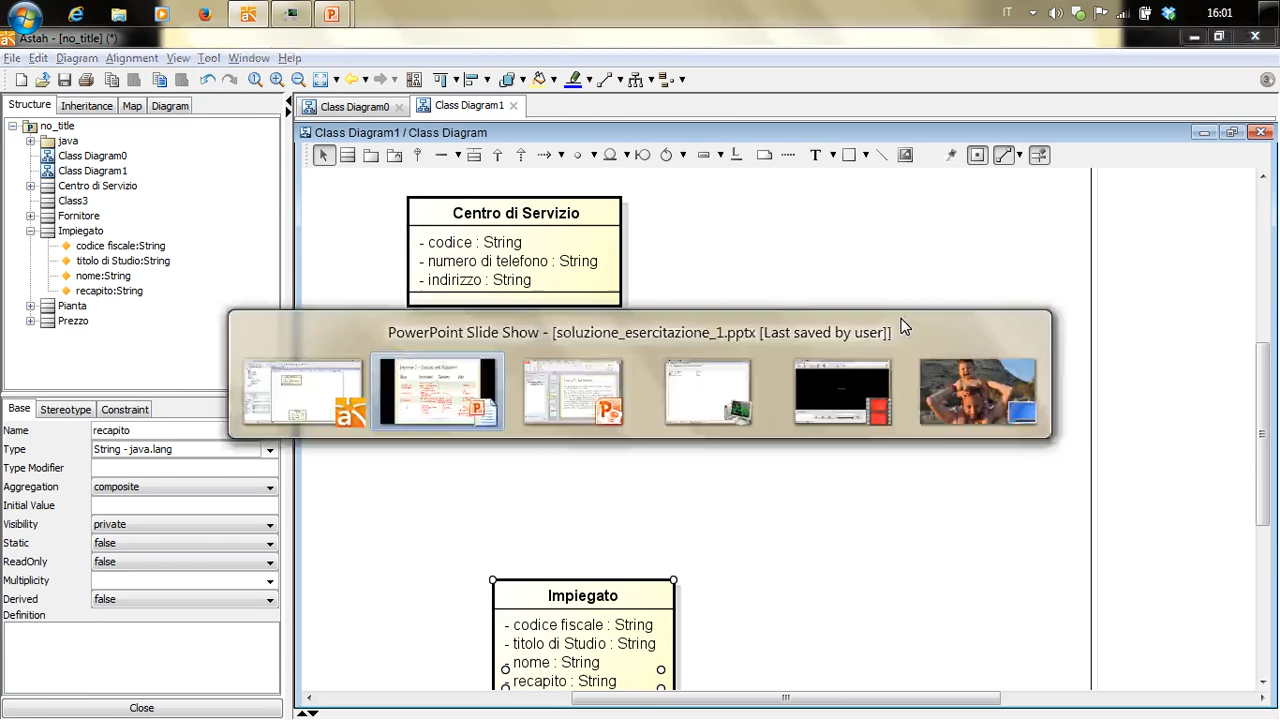 IT
16:01
Astah - [no_title] (*)
File Edit Diagram Alignment View Tool Window Help
Structure Inheritance Map Diagram
Class Diagram0
Class Diagram1
Class Diagram1 / Class Diagram
no_title
java
Class Diagram0
Class Diagram1
Centro di Servizio
Class3
Fornitore
Impiegato
codice fiscale:String
titolo di Studio:String
nome:String
recapito:String
Pianta
Prezzo
Centro di Servizio
- codice : String
- numero di telefono : String
- indirizzo : String
PowerPoint Slide Show - [soluzione_esercitazione_1.pptx [Last saved by user]]
Base Stereotype Constraint
Name recapito
Type String - java.lang
Type Modifier
Aggregation composite
Initial Value
Visibility private
Static false
ReadOnly false
Multiplicity
Derived false
Definition
Close
Impiegato
- codice fiscale : String
- titolo di Studio : String
- nome : String
- recapito : String